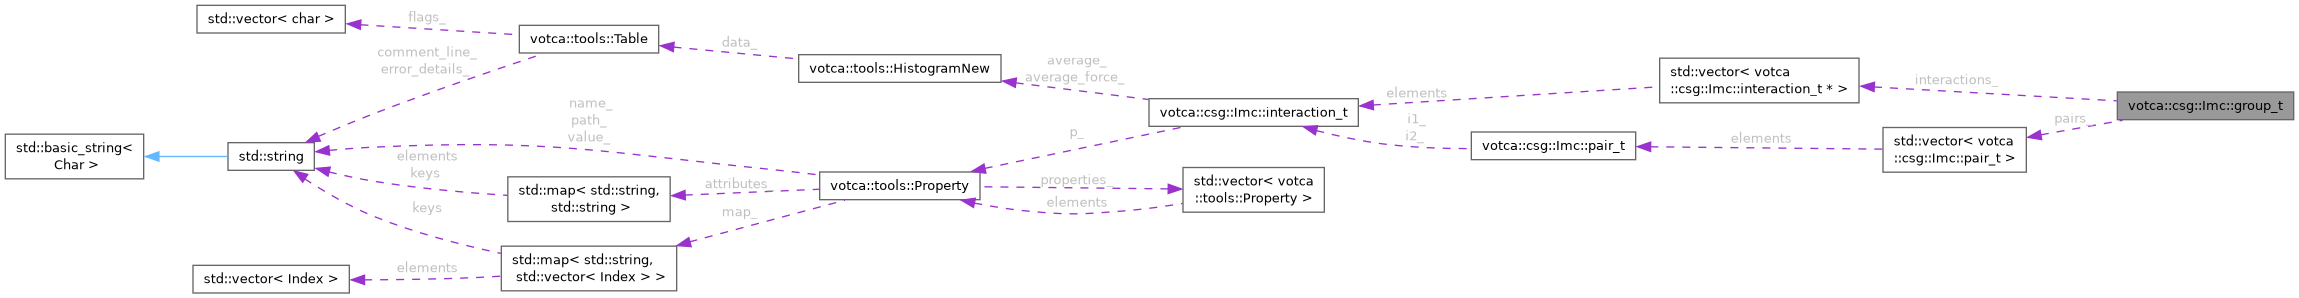 std::vector< char >
flags_
votca::tools::Table
comment_line_
error_details_
data_
votca::tools::HistogramNew
average_
average_force_
std::vector< votca
::csg::Imc::interaction_t * >
interactions_
votca::csg::Imc::group_t
elements
votca::csg::Imc::interaction_t
name_
path_
value_
i1_
i2_
pairs_
std::basic_string<
Char >
std::string
p_
votca::csg::Imc::pair_t
elements
std::vector< votca
::csg::Imc::pair_t >
elements
keys
std::map< std::string,
std::string >
attributes
votca::tools::Property
properties_
elements
std::vector< votca
::tools::Property >
keys
map_
std::map< std::string,
std::vector< Index > >
elements
std::vector< Index >